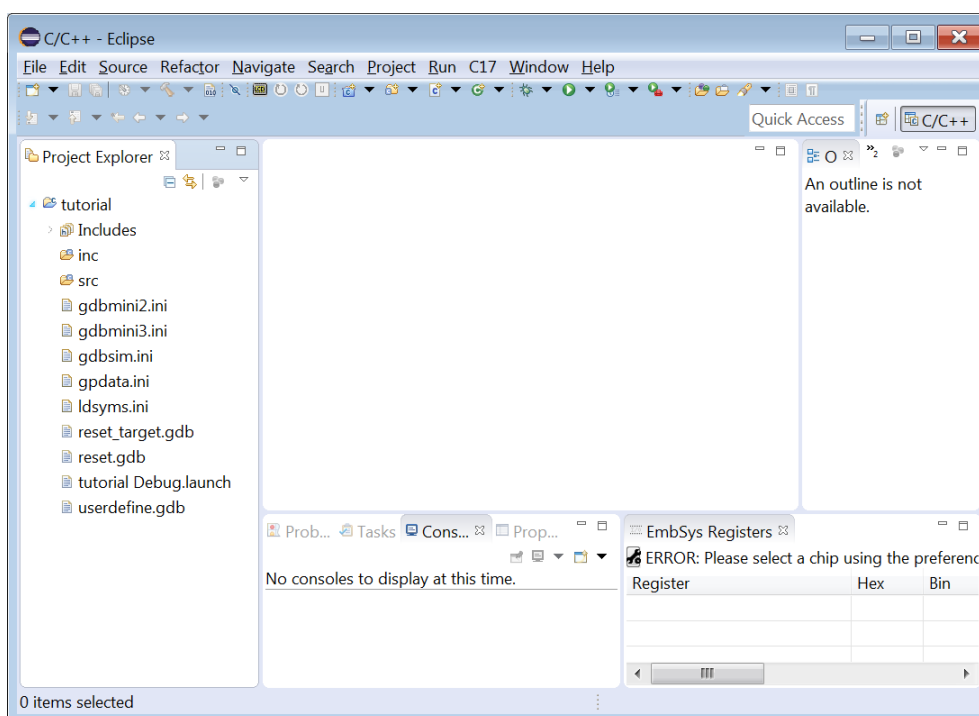 C/C++ - Eclipse
File Edit Source Refactor Navigate Search Project Run C17 Window Help
Quick Access
C/C++
Project Explorer
tutorial
Includes
inc
src
gdbmini2.ini
gdbmini3.ini
gdbsim.ini
gpdata.ini
ldsyms.ini
reset_target.gdb
reset.gdb
tutorial Debug.launch
userdefine.gdb
O
»2
An outline is not
available.
Prob... Tasks Cons... Prop...
No consoles to display at this time.
EmbSys Registers
ERROR: Please select a chip using the preferenc
Register Hex Bin
0 items selected